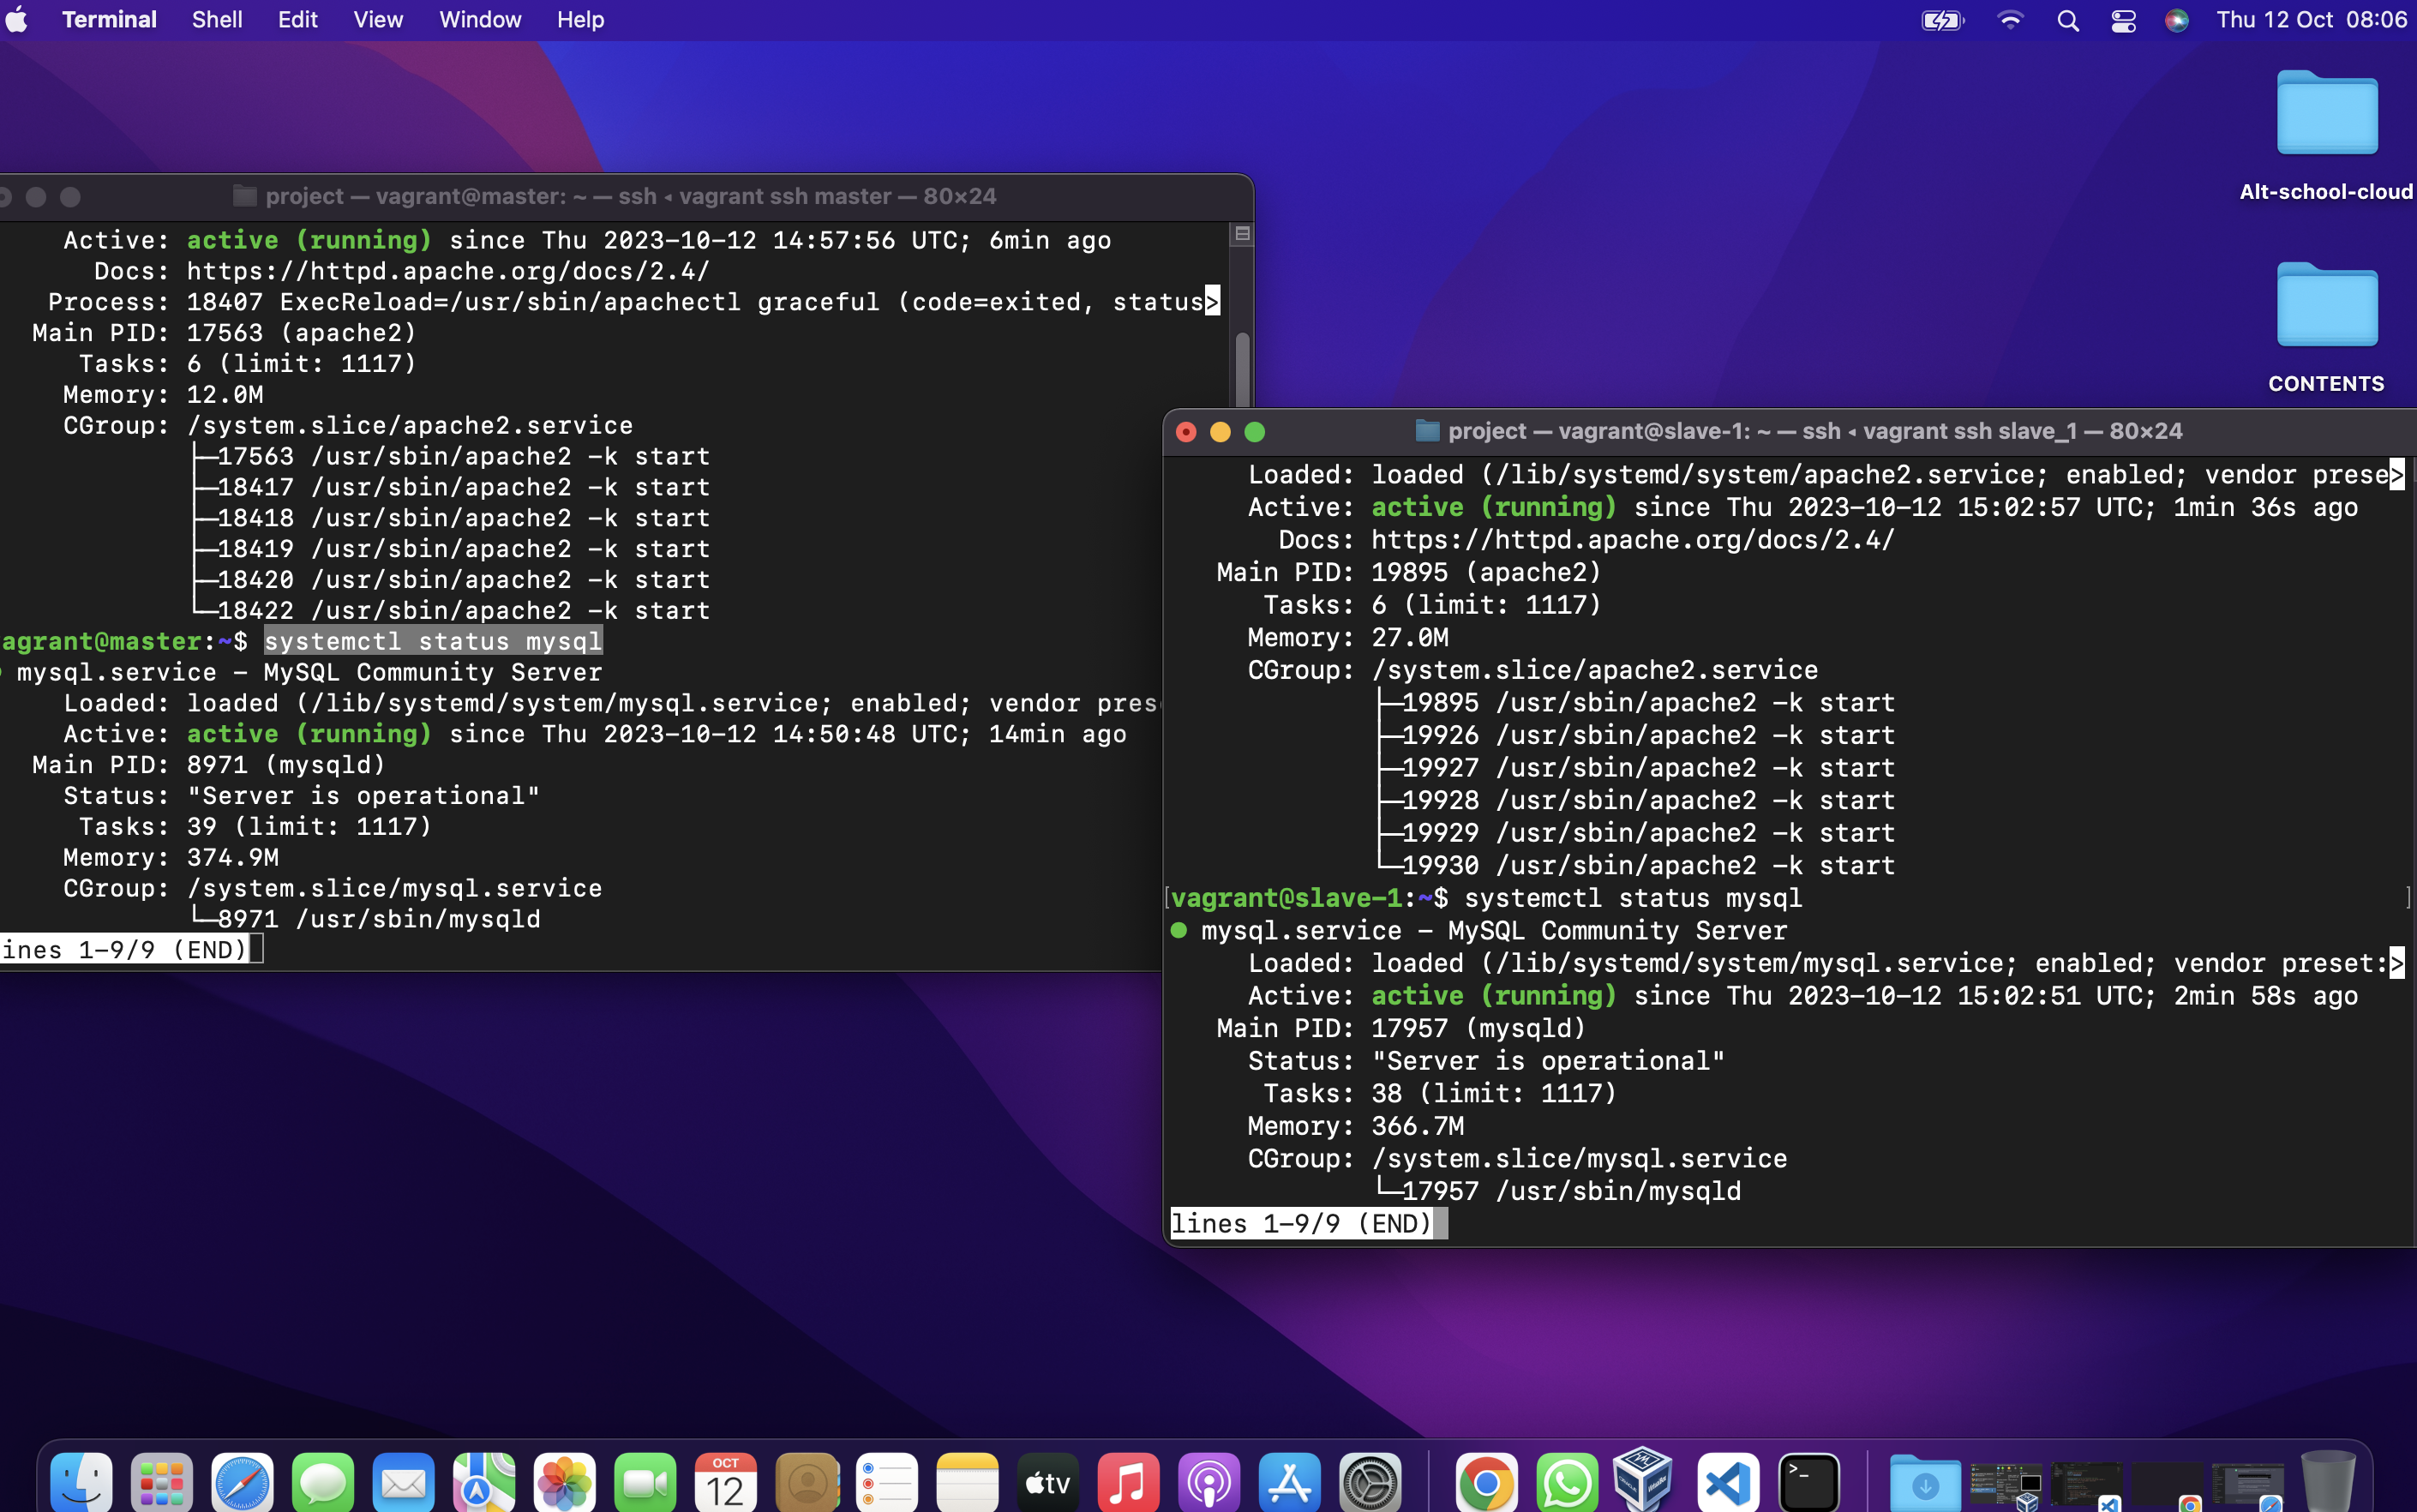 Terminal Shell Edit View Window Help Thu 12 Oct 08:06
Alt-school-cloud
CONTENTS
project — vagrant@master: ~ — ssh ◂ vagrant ssh master — 80×24
Active: active (running) since Thu 2023-10-12 14:57:56 UTC; 6min ago
Docs: https://httpd.apache.org/docs/2.4/
Process: 18407 ExecReload=/usr/sbin/apachectl graceful (code=exited, status>
Main PID: 17563 (apache2)
Tasks: 6 (limit: 1117)
Memory: 12.0M
CGroup: /system.slice/apache2.service
├─17563 /usr/sbin/apache2 -k start
├─18417 /usr/sbin/apache2 -k start
├─18418 /usr/sbin/apache2 -k start
├─18419 /usr/sbin/apache2 -k start
├─18420 /usr/sbin/apache2 -k start
└─18422 /usr/sbin/apache2 -k start
agrant@master:~$ systemctl status mysql
mysql.service - MySQL Community Server
Loaded: loaded (/lib/systemd/system/mysql.service; enabled; vendor pres
Active: active (running) since Thu 2023-10-12 14:50:48 UTC; 14min ago
Main PID: 8971 (mysqld)
Status: "Server is operational"
Tasks: 39 (limit: 1117)
Memory: 374.9M
CGroup: /system.slice/mysql.service
└─8971 /usr/sbin/mysqld
ines 1-9/9 (END)
project — vagrant@slave-1: ~ — ssh ◂ vagrant ssh slave_1 — 80×24
Loaded: loaded (/lib/systemd/system/apache2.service; enabled; vendor prese>
Active: active (running) since Thu 2023-10-12 15:02:57 UTC; 1min 36s ago
Docs: https://httpd.apache.org/docs/2.4/
Main PID: 19895 (apache2)
Tasks: 6 (limit: 1117)
Memory: 27.0M
CGroup: /system.slice/apache2.service
├─19895 /usr/sbin/apache2 -k start
├─19926 /usr/sbin/apache2 -k start
├─19927 /usr/sbin/apache2 -k start
├─19928 /usr/sbin/apache2 -k start
├─19929 /usr/sbin/apache2 -k start
└─19930 /usr/sbin/apache2 -k start
[vagrant@slave-1:~$ systemctl status mysql ]
● mysql.service - MySQL Community Server
Loaded: loaded (/lib/systemd/system/mysql.service; enabled; vendor preset:>
Active: active (running) since Thu 2023-10-12 15:02:51 UTC; 2min 58s ago
Main PID: 17957 (mysqld)
Status: "Server is operational"
Tasks: 38 (limit: 1117)
Memory: 366.7M
CGroup: /system.slice/mysql.service
└─17957 /usr/sbin/mysqld
lines 1-9/9 (END)
OCT
12
tv
>_